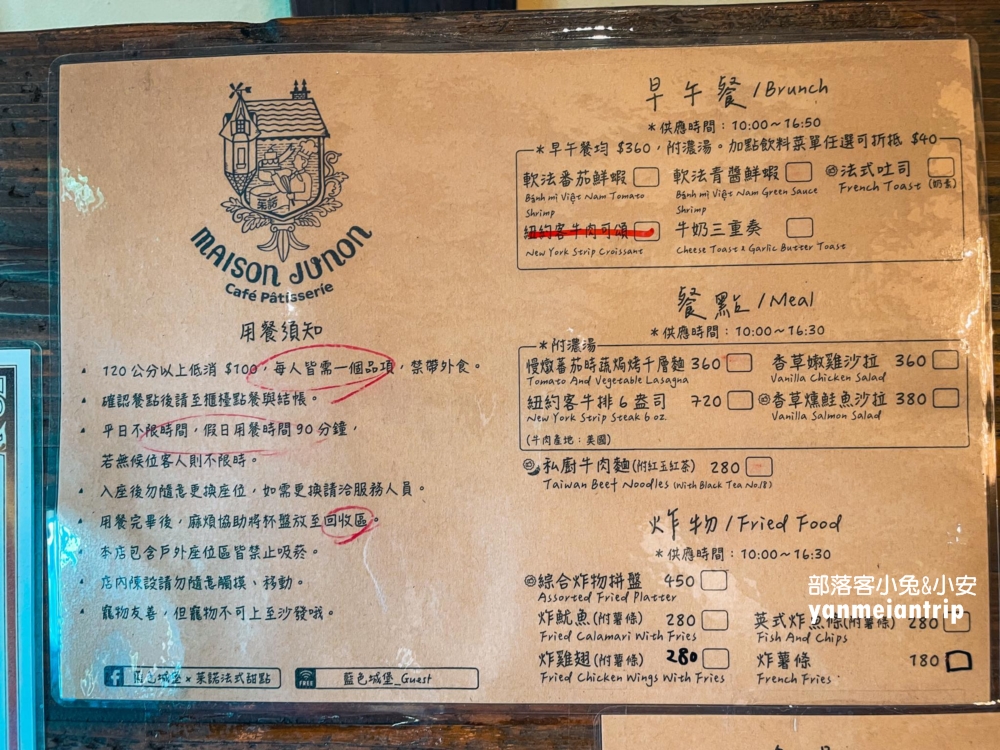 茱諾
MAISON JUNON
Café Pâtisserie
用餐須知
120 公分以上低消 $100，每人皆需一個品項，禁帶外食。
確認餐點後請至櫃檯點餐與結帳。
平日不限時間，假日用餐時間90分鐘，
若無候位客人則不限時。
入座後勿隨意更換座位，如需更換請洽服務人員。
用餐完畢後，麻煩協助將杯盤放至回收區。
本店包含戶外座位區皆禁止吸菸。
店內陳設請勿隨意觸摸、移動。
寵物友善，但寵物不可上至沙發哦。
城堡 × 茱諾法式甜點
FREE
藍色城堡_Guest
早午餐/Brunch
＊供應時間：10:00～16:50
＊早午餐均 $360，附濃湯。加點飲料菜單任選可折抵 $40
軟法番茄鮮蝦
Bánh mì Việt Nam Tomato
Shrimp
軟法青醬鮮蝦
Bánh mì Việt Nam Green Sauce
Shrimp
法式吐司
French Toast (奶素)
紐約客牛肉可頌
New York Strip Croissant
牛奶三重奏
Cheese Toast & Garlic Butter Toast
餐點/Meal
＊供應時間：10:00～16:30
＊附濃湯
慢燉蕃茄時蔬焗烤千層麵 360
Tomato And Vegetable Lasagna
香草嫩雞沙拉 360
Vanilla Chicken Salad
紐約客牛排 6 盎司 720
New York Strip Steak 6 oz.
香草燻鮭魚沙拉 380
Vanilla Salmon Salad
(牛肉產地：美國)
私廚牛肉麵(附紅玉紅茶) 280
Taiwan Beef Noodles (With Black Tea No.18)
炸物/Fried Food
＊供應時間：10:00～16:30
綜合炸物拼盤 450
Assorted Fried Platter
炸魷魚(附薯條) 280
Fried Calamari With Fries
英式炸魚條(附薯條) 280
Fish And Chips
炸雞翅(附薯條) 280
Fried Chicken Wings With Fries
炸薯條 180
French Fries
部落客小兔&小安
yanmeiantrip